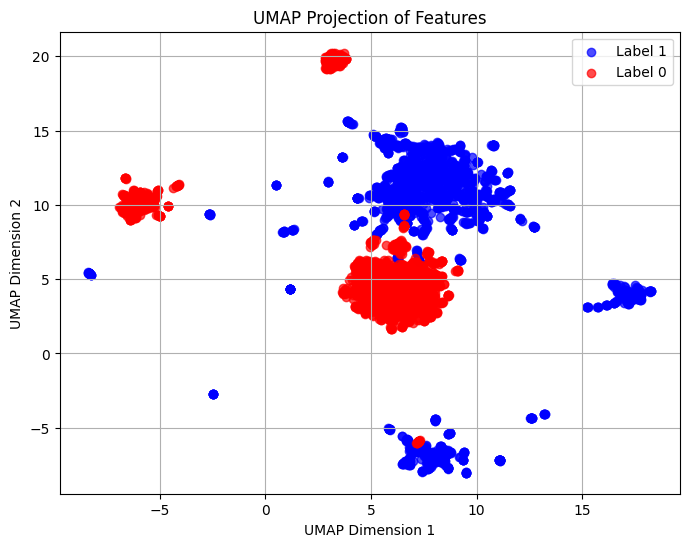 UMAP Projection of Features
Label 1
Label 0
20
15
10
5
0
−5
UMAP Dimension 2
−5
0
5
10
15
UMAP Dimension 1